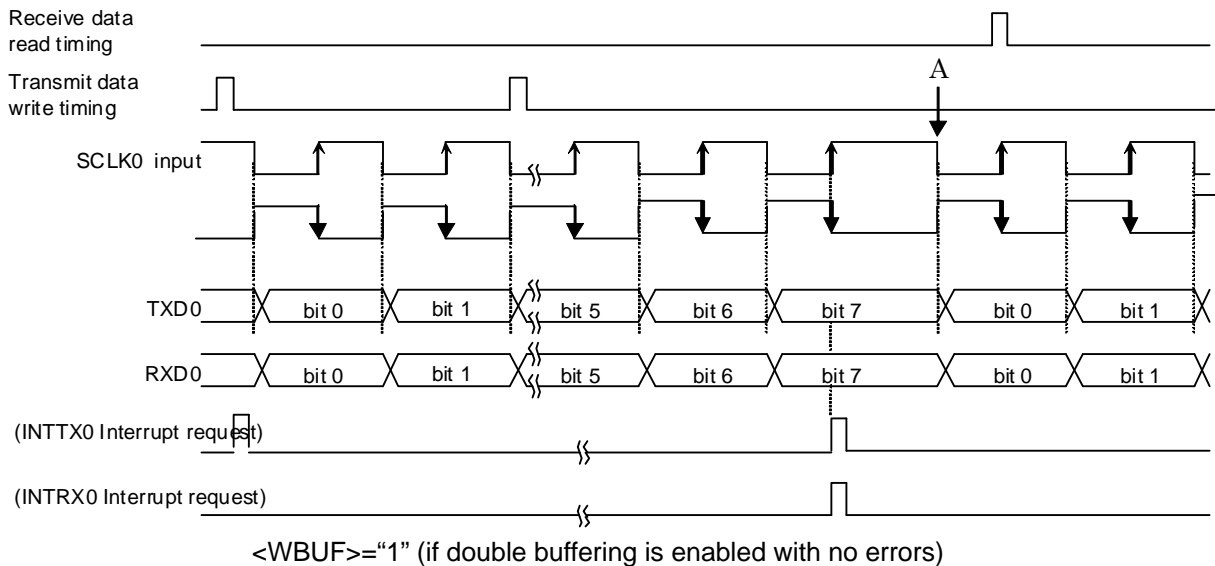 Receive data
read timing
Transmit data
write timing
A
SCLK0 input
TXD0 bit 0 bit 1 bit 5 bit 6 bit 7 bit 0 bit 1
RXD0 bit 0 bit 1 bit 5 bit 6 bit 7 bit 0 bit 1
(INTTX0 Interrupt request)
(INTRX0 Interrupt request)
<WBUF>=“1” (if double buffering is enabled with no errors)